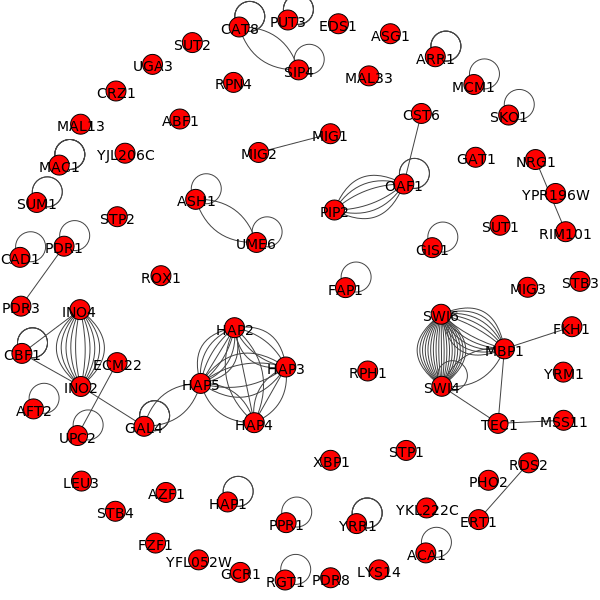 PUT3
EDS1
CAT8
ASG1
SUT2
ARR1
UGA3
SIP4
MAL33
RPN4
MCM1
CRZ1
CST6
SKO1
ABF1
MAL13
MIG1
MIG2
YJL206C
GAT1
NRG1
MAC1
OAF1
YPR196W
SUM1
ASH1
PIP2
STP2
SUT1
RIM101
PDR1
UME6
GIS1
CAD1
ROX1
FAP1
MIG3
STB3
PDR3
INO4
SWI6
HAP2
FKH1
CBF1
MBP1
ECM22
HAP3
RPH1
YRM1
INO2
HAP5
SWI4
AFT2
GAL4
HAP4
TEC1
MSS11
UPC2
STP1
XBP1
RDS2
LEU3
PHO2
AZF1
HAP1
STB4
YKL222C
PPR1
YRR1
ERT1
FZF1
ACA1
YFL052W
GCR1
RGT1
PDR8
LYS14